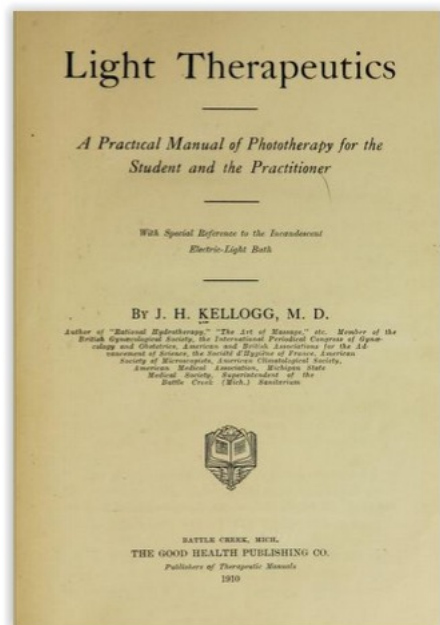 Light Therapeutics
A Practical Manual of Phototherapy for the
Student and the Practitioner
With Special Reference to the Incandescent
Electric-Light Bath
BY J. H. KELLOGG, M. D.
Author of "Rational Hydrotherapy," "The Art of Massage," etc. Member of the
British Gynæcological Society, the International Periodical Congress of Gynæ-
cology and Obstetrics, American and British Associations for the Ad-
vancement of Science, the Société d'Hygiène of France, American
Society of Microscopists, American Climatological Society,
American Medical Association, Michigan State
Medical Society, Superintendent of the
Battle Creek (Mich.) Sanitarium
BATTLE CREEK, MICH.
THE GOOD HEALTH PUBLISHING CO.
Publishers of Therapeutic Manuals
1910